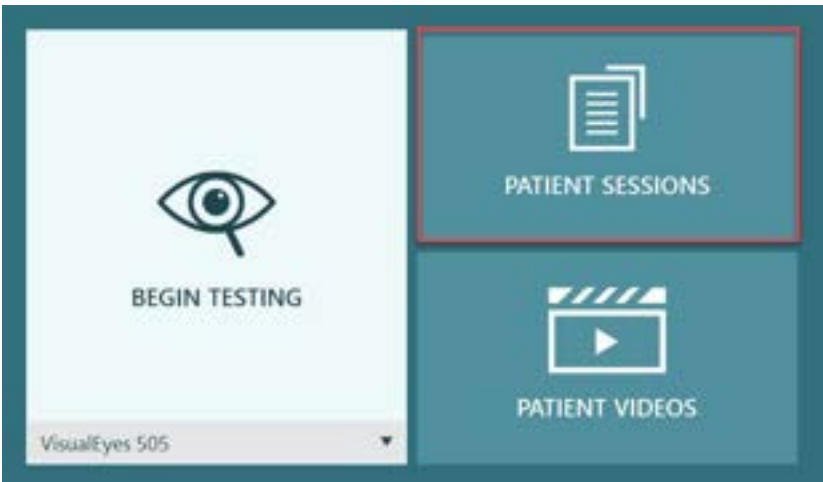 BEGIN TESTING
VisualEyes 505
PATIENT SESSIONS
PATIENT VIDEOS